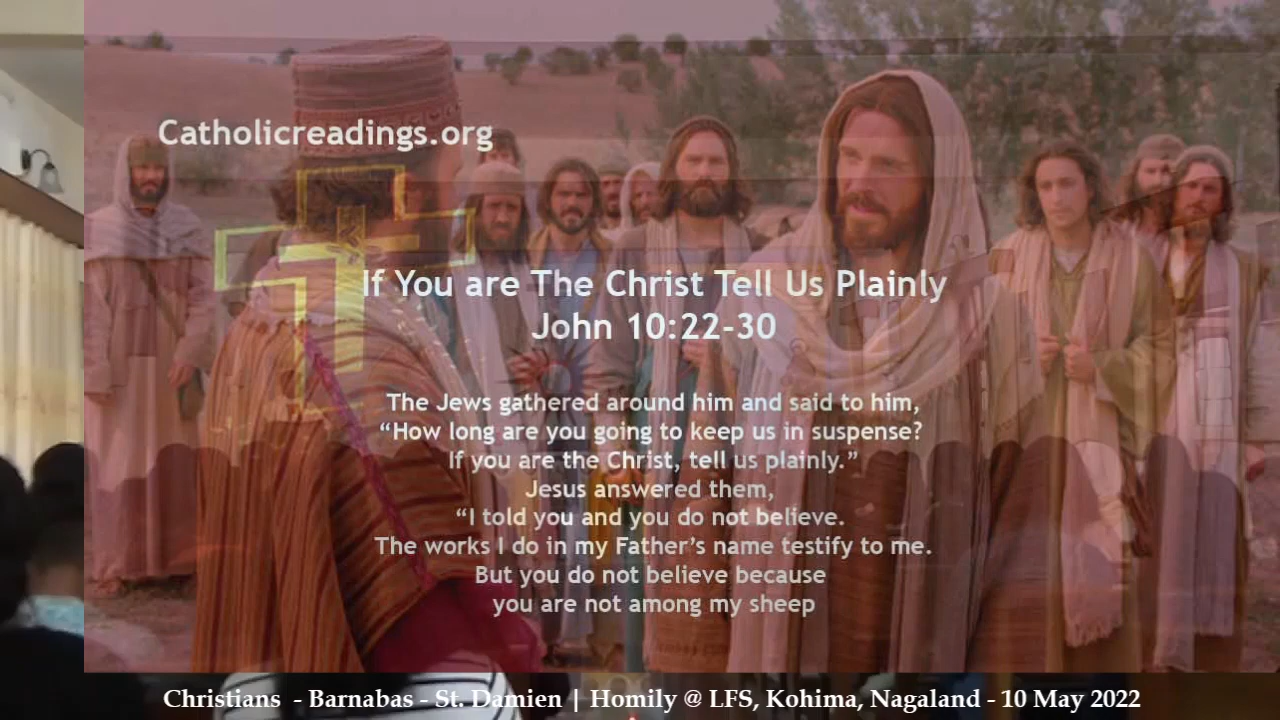 Catholicreadings.org
If You are The Christ Tell Us Plainly
John 10:22-30
The Jews gathered around him and said to him,
“How long are you going to keep us in suspense?
If you are the Christ, tell us plainly.”
Jesus answered them,
“I told you and you do not believe.
The works I do in my Father’s name testify to me.
But you do not believe because
you are not among my sheep
Christians - Barnabas - St. Damien | Homily @ LFS, Kohima, Nagaland - 10 May 2022